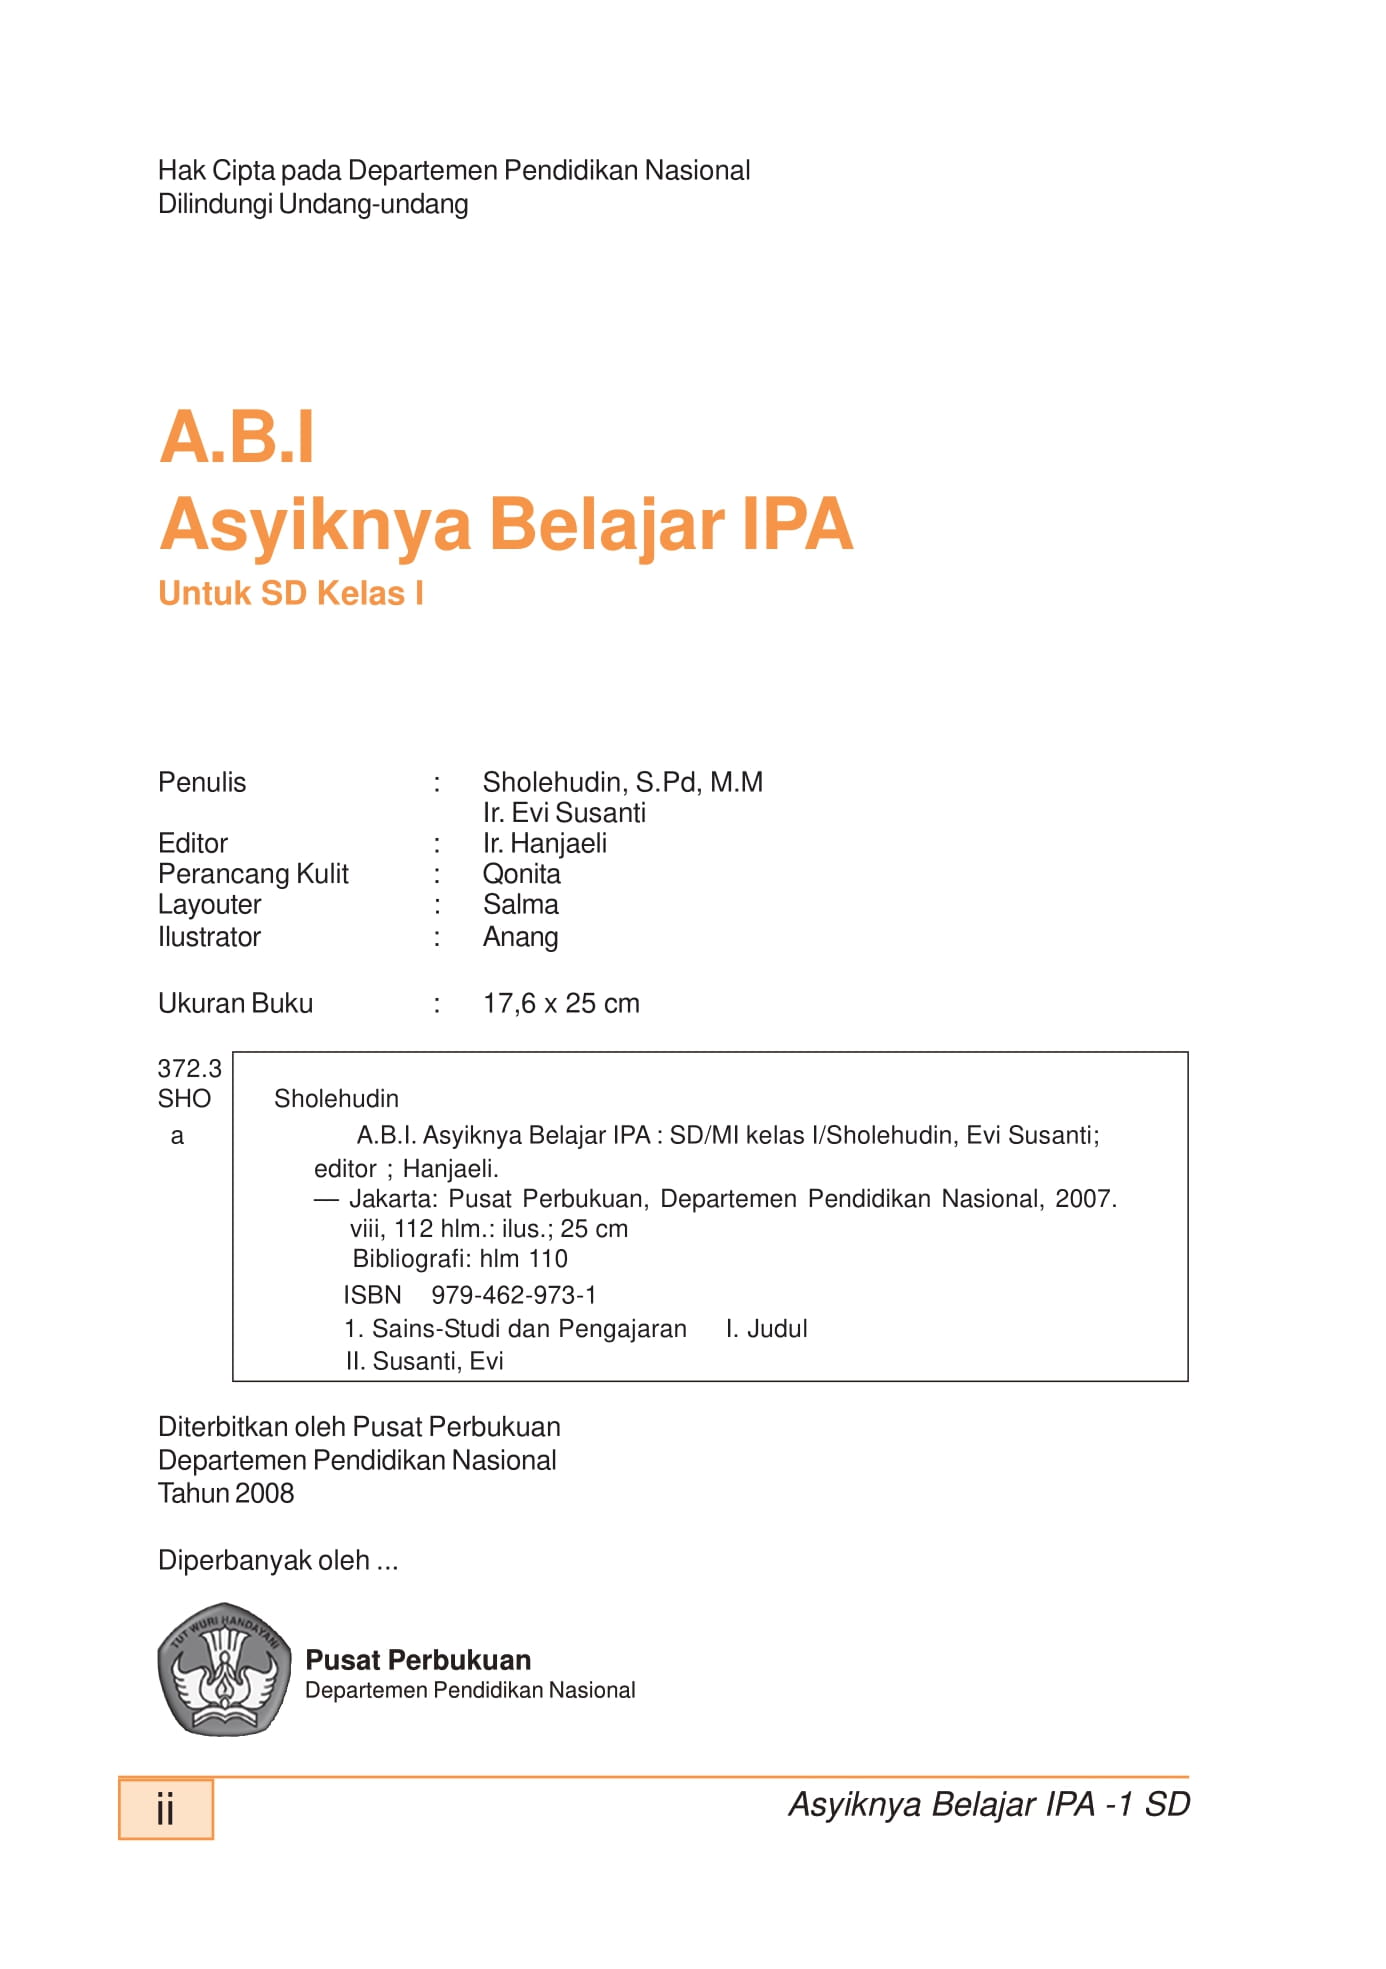 Hak Cipta pada Departemen Pendidikan Nasional
Dilindungi Undang-undang
A.B.I
Asyiknya Belajar IPA
Untuk SD Kelas I
Penulis : Sholehudin, S.Pd, M.M
Ir. Evi Susanti
Editor : Ir. Hanjaeli
Perancang Kulit : Qonita
Layouter : Salma
Ilustrator : Anang
Ukuran Buku : 17,6 x 25 cm
372.3
SHO Sholehudin
a A.B.I. Asyiknya Belajar IPA : SD/MI kelas I/Sholehudin, Evi Susanti;
editor ; Hanjaeli.
— Jakarta: Pusat Perbukuan, Departemen Pendidikan Nasional, 2007.
viii, 112 hlm.: ilus.; 25 cm
Bibliografi: hlm 110
ISBN 979-462-973-1
1. Sains-Studi dan Pengajaran I. Judul
II. Susanti, Evi
Diterbitkan oleh Pusat Perbukuan
Departemen Pendidikan Nasional
Tahun 2008
Diperbanyak oleh ...
TUT WURI HANDAYANI
Pusat Perbukuan
Departemen Pendidikan Nasional
ii Asyiknya Belajar IPA -1 SD